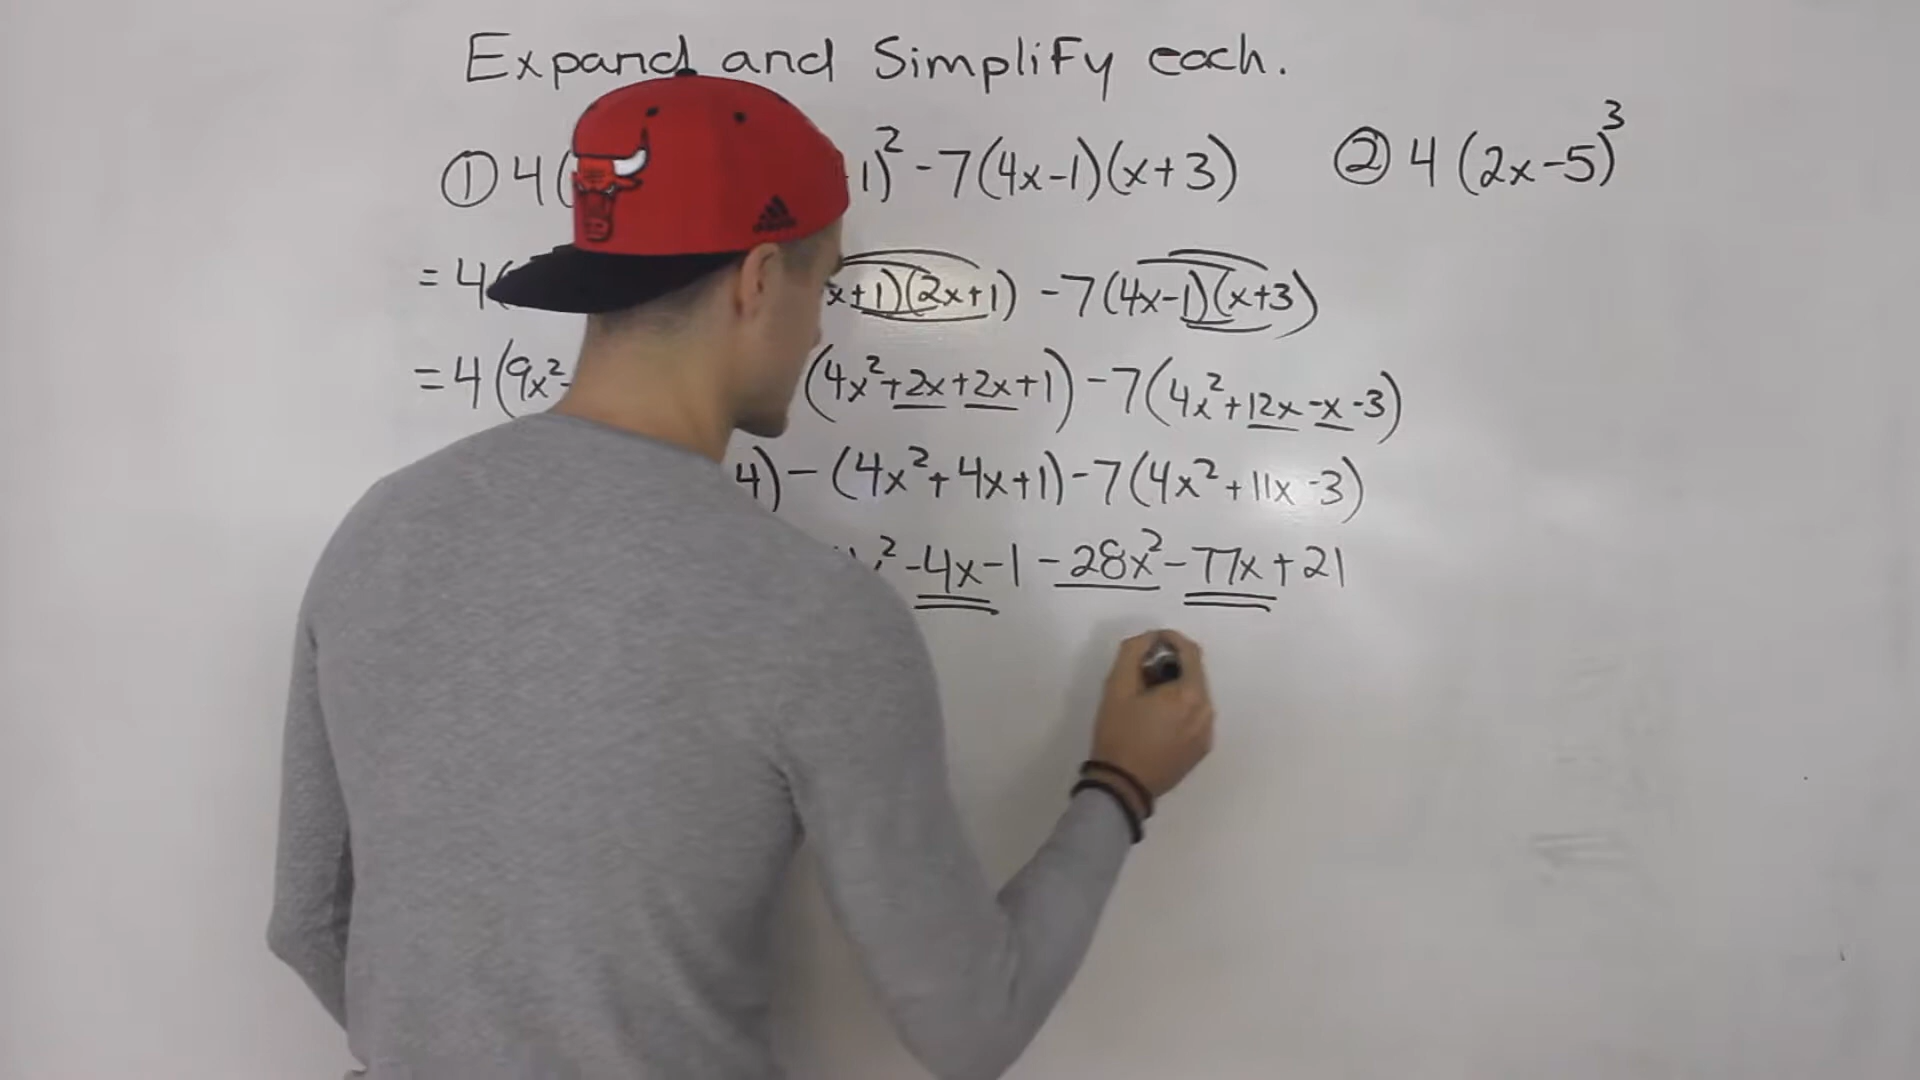 Expand and Simplify each.
① 4( 1)² -7(4x-1)(x+3) ② 4(2x-5)³
= 4( x+1)(2x+1) -7(4x-1)(x+3)
= 4(9x²- (4x²+2x+2x+1) -7(4x²+12x-x-3)
4) - (4x²+4x+1) -7(4x²+11x-3)
² -4x-1 -28x² -77x+21